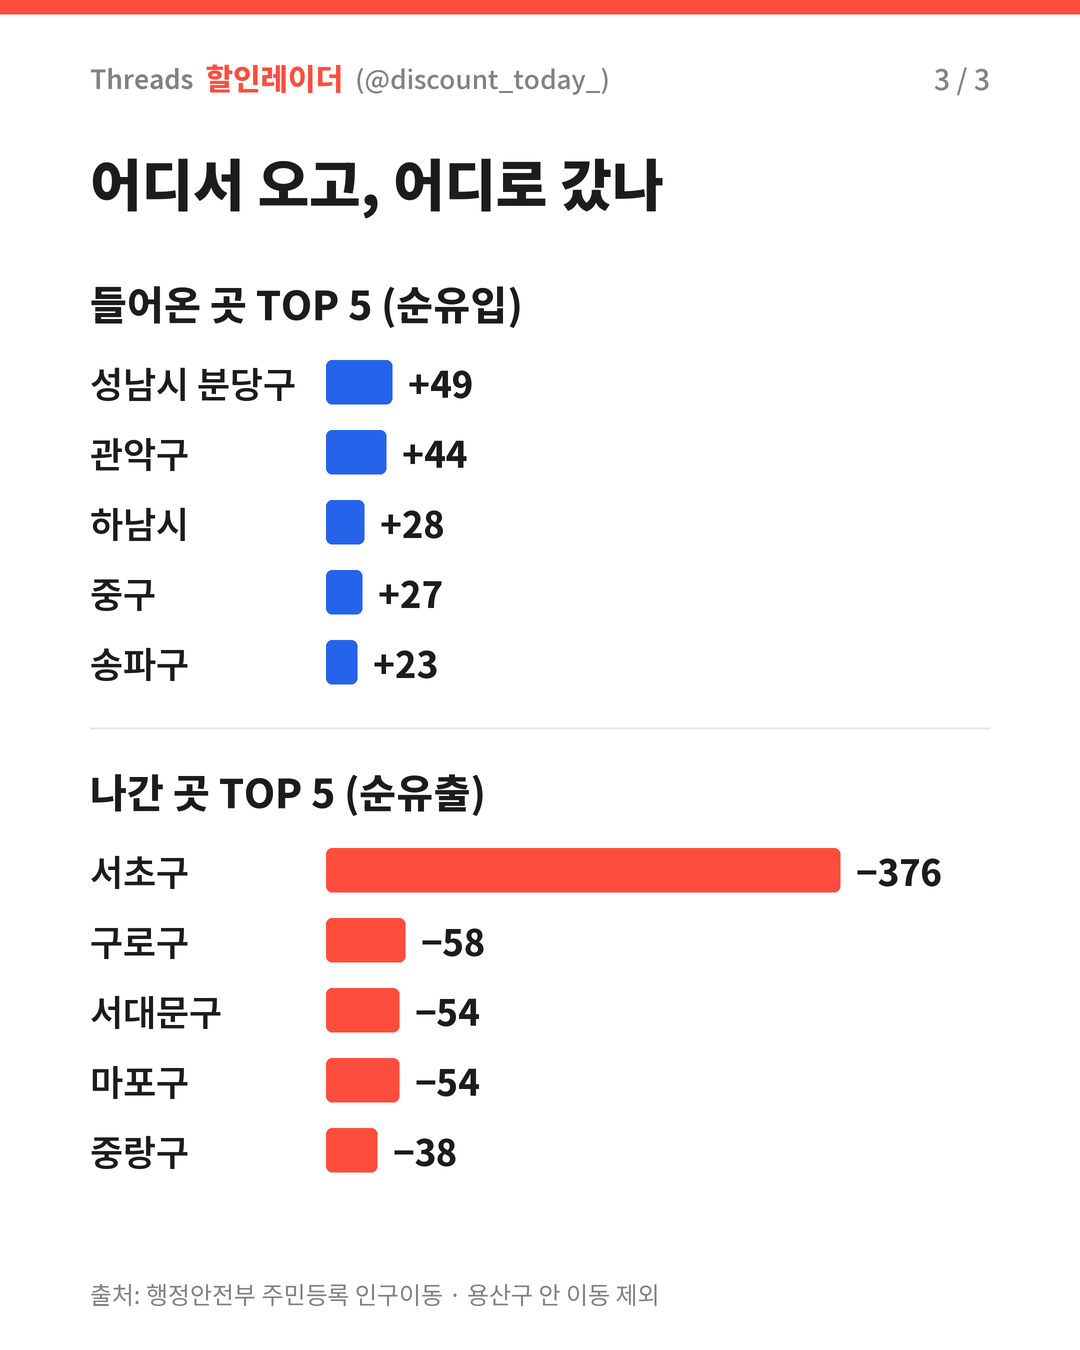 Threads 할인레이더 (@discount_today_) 3 / 3
어디서 오고, 어디로 갔나
들어온 곳 TOP 5 (순유입)
성남시 분당구 +49
관악구 +44
하남시 +28
중구 +27
송파구 +23
나간 곳 TOP 5 (순유출)
서초구 −376
구로구 −58
서대문구 −54
마포구 −54
중랑구 −38
출처: 행정안전부 주민등록 인구이동 · 용산구 안 이동 제외